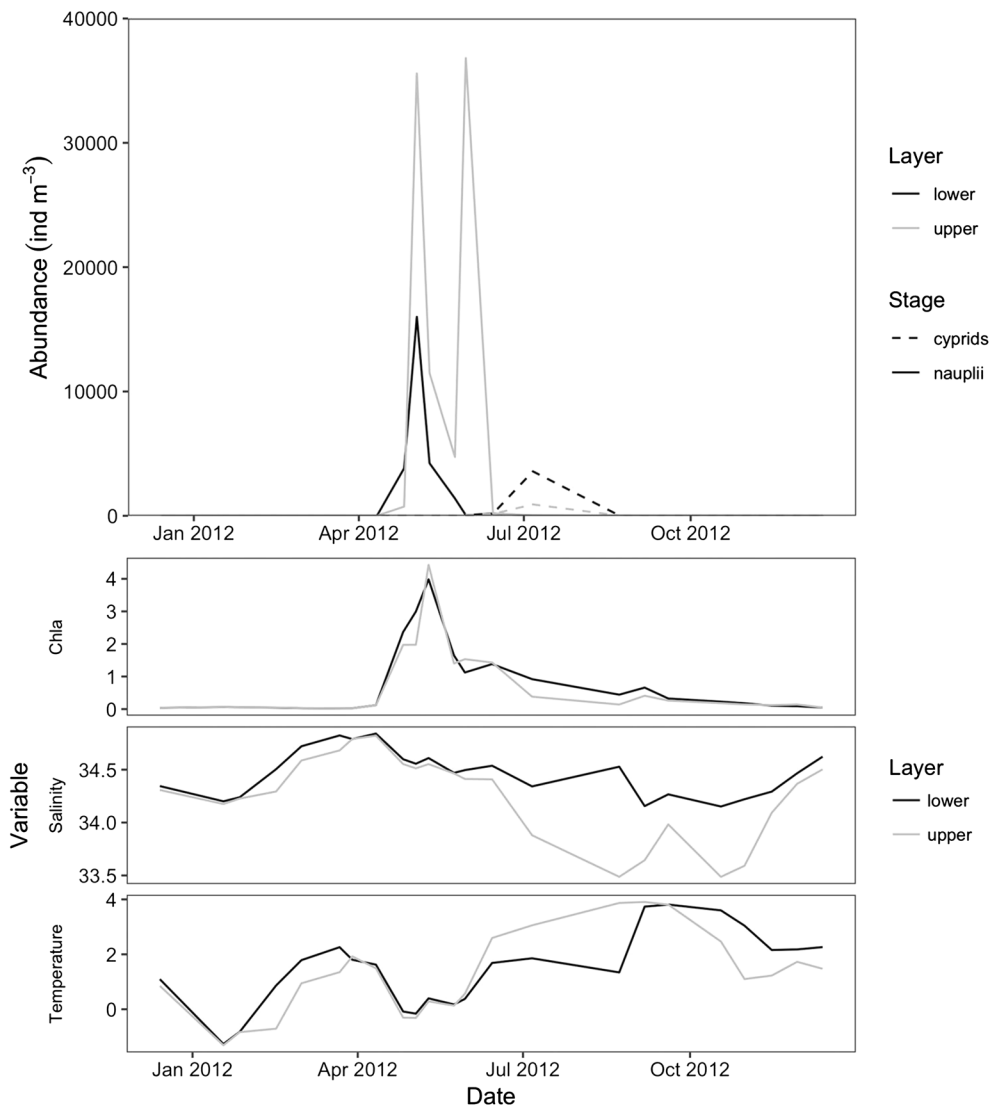 40000
30000
20000
10000
0
Abundance (ind m⁻³)
Jan 2012 Apr 2012 Jul 2012 Oct 2012
Layer
lower
upper
Stage
cyprids
nauplii
4
3
2
1
0
Chla
34.5
34.0
33.5
Salinity
4
2
0
Temperature
Variable
Jan 2012 Apr 2012 Jul 2012 Oct 2012
Date
Layer
lower
upper